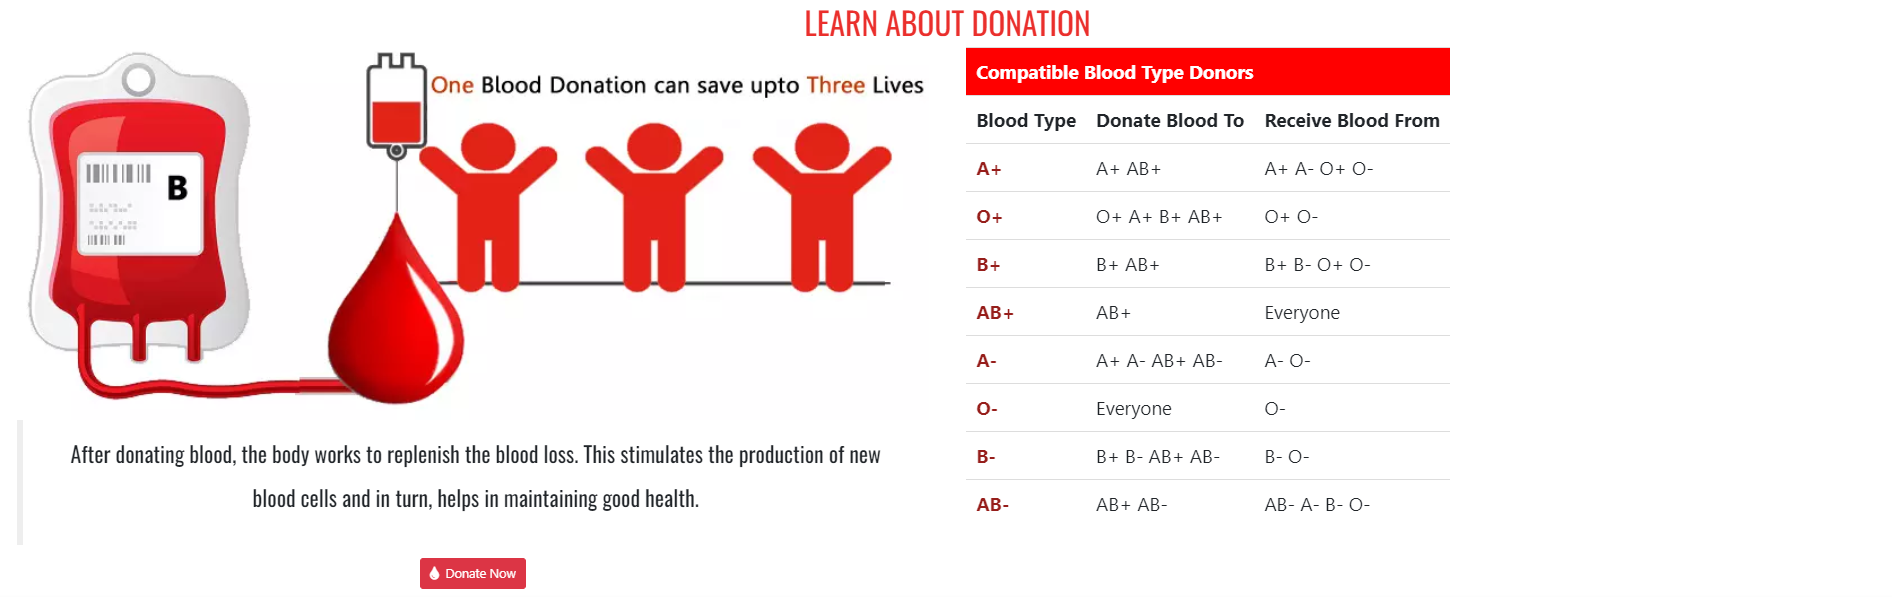 LEARN ABOUT DONATION
One Blood Donation can save upto Three Lives
B
After donating blood, the body works to replenish the blood loss. This stimulates the production of new
blood cells and in turn, helps in maintaining good health.
Donate Now
Compatible Blood Type Donors
Blood Type Donate Blood To Receive Blood From
A+ A+ AB+ A+ A- O+ O-
O+ O+ A+ B+ AB+ O+ O-
B+ B+ AB+ B+ B- O+ O-
AB+ AB+ Everyone
A- A+ A- AB+ AB- A- O-
O- Everyone O-
B- B+ B- AB+ AB- B- O-
AB- AB+ AB- AB- A- B- O-